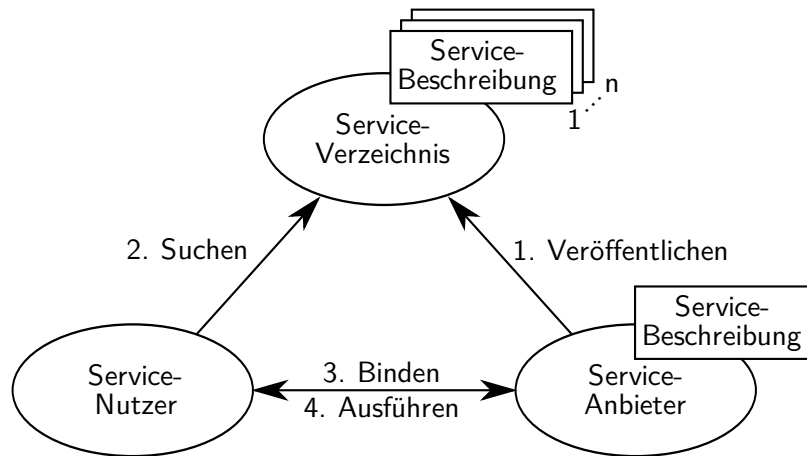 Service-
Beschreibung
n
1
Service-
Verzeichnis
2. Suchen
1. Veröffentlichen
Service-
Beschreibung
Service-
Nutzer
3. Binden
4. Ausführen
Service-
Anbieter